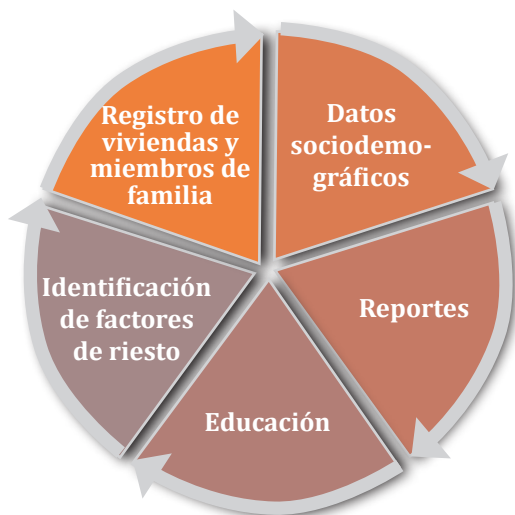 Registro de
viviendas y
miembros de
familia
Datos
sociodemo-
gráficos
Reportes
Educación
Identificación
de factores
de riesto